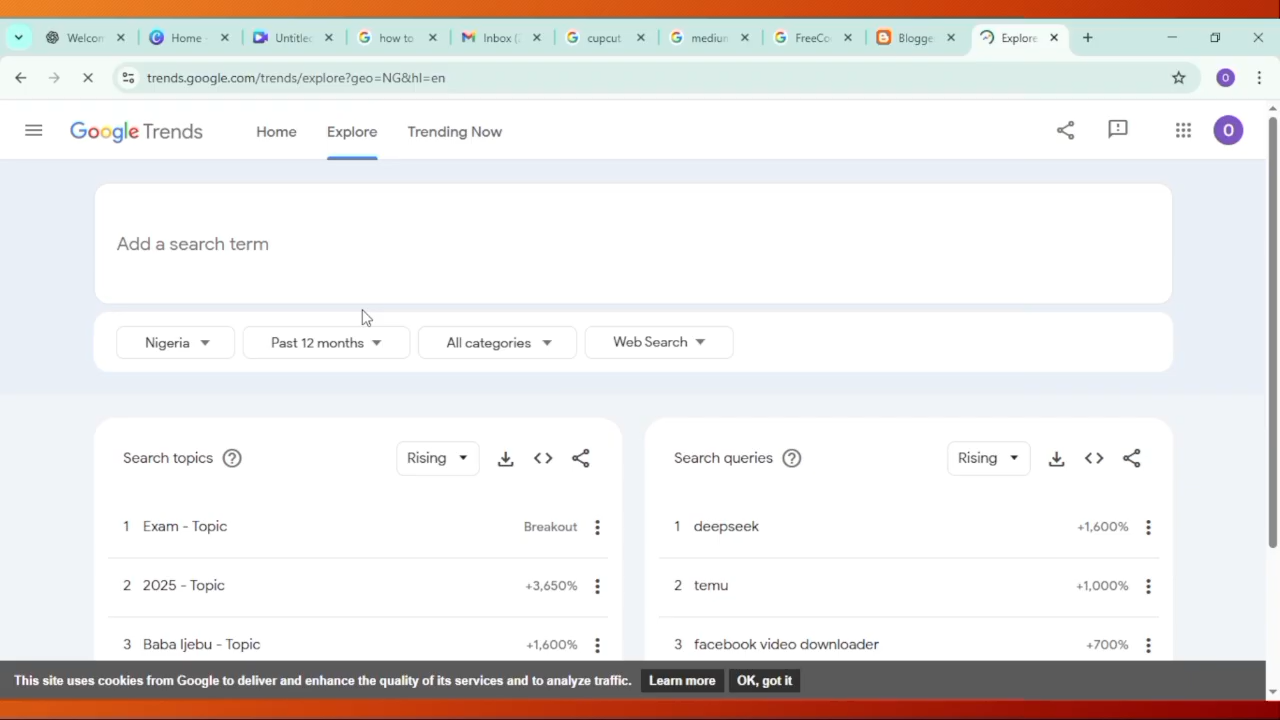 Welcon Home Untitlec how to Inbox ( cupcut mediun FreeCo Blogge Explore
trends.google.com/trends/explore?geo=NG&hl=en O
Google Trends Home Explore Trending Now O
Add a search term
Nigeria Past 12 months All categories Web Search
Search topics Rising
1 Exam - Topic Breakout
2 2025 - Topic +3,650%
3 Baba Ijebu - Topic +1,600%
Search queries Rising
1 deepseek +1,600%
2 temu +1,000%
3 facebook video downloader +700%
This site uses cookies from Google to deliver and enhance the quality of its services and to analyze traffic. Learn more OK, got it